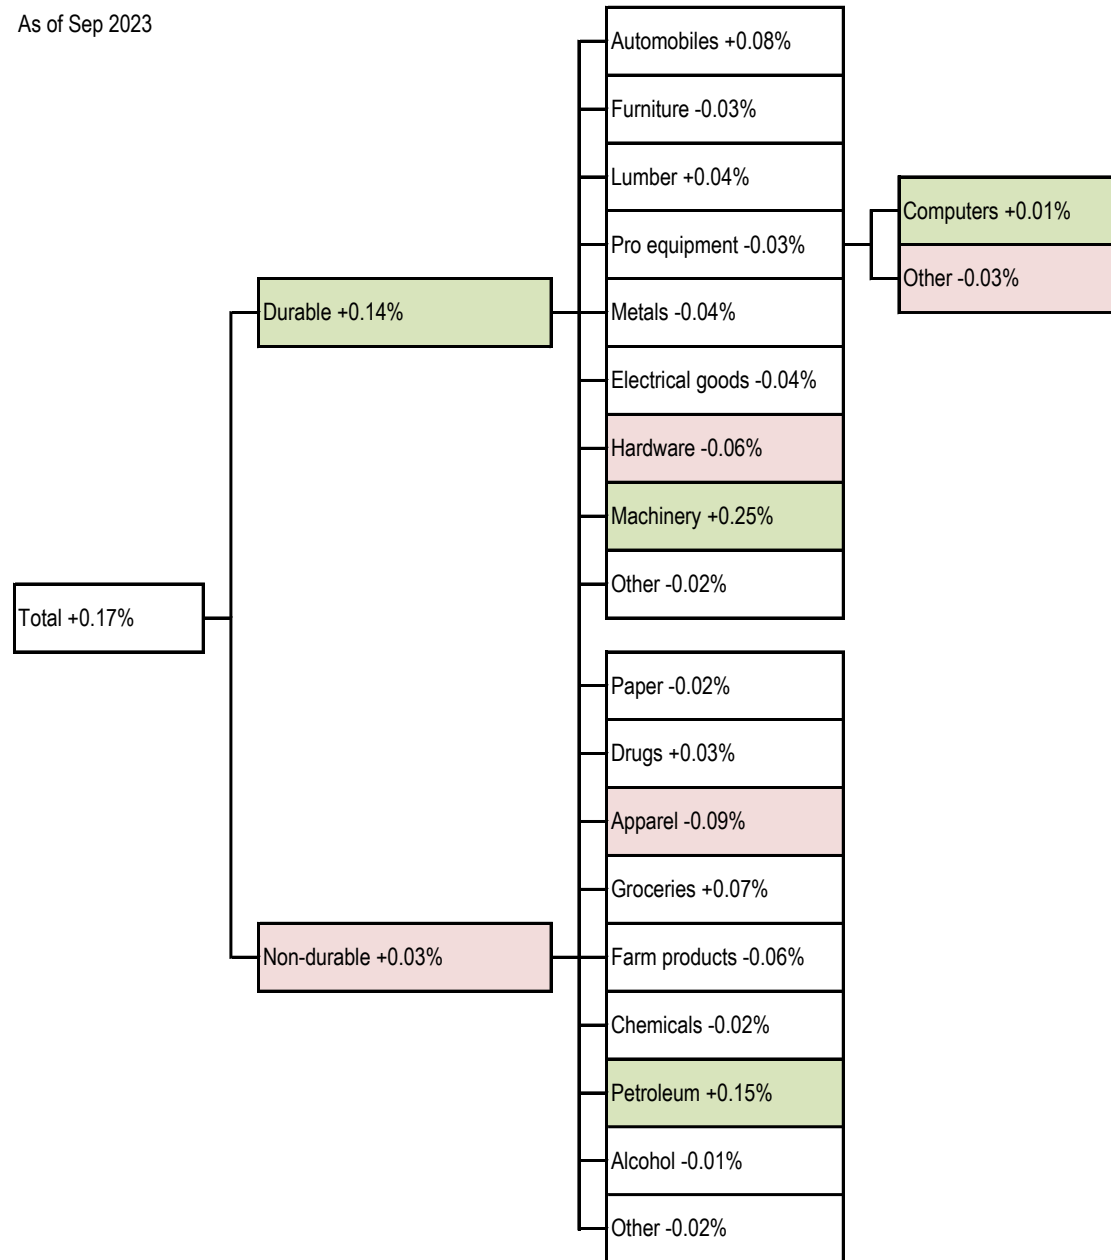 As of Sep 2023
Total +0.17%
Durable +0.14%
Automobiles +0.08%
Furniture -0.03%
Lumber +0.04%
Pro equipment -0.03%
Computers +0.01%
Other -0.03%
Metals -0.04%
Electrical goods -0.04%
Hardware -0.06%
Machinery +0.25%
Other -0.02%
Non-durable +0.03%
Paper -0.02%
Drugs +0.03%
Apparel -0.09%
Groceries +0.07%
Farm products -0.06%
Chemicals -0.02%
Petroleum +0.15%
Alcohol -0.01%
Other -0.02%